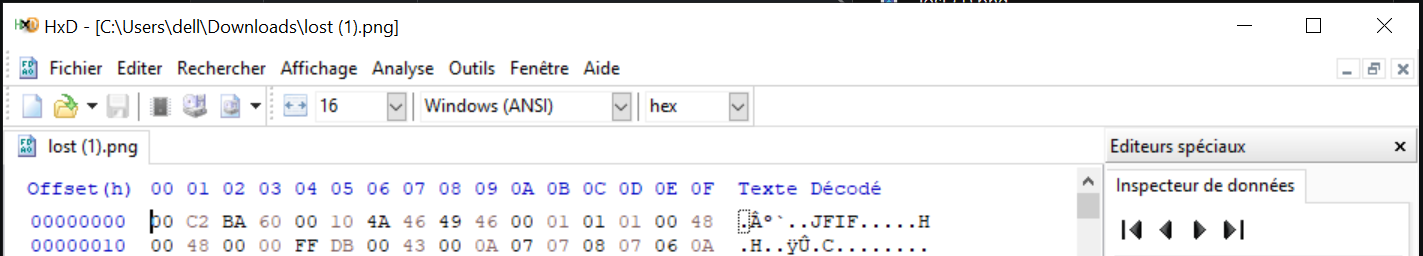 HxD - [C:\Users\dell\Downloads\lost (1).png]
Fichier Editer Rechercher Affichage Analyse Outils Fenêtre Aide
16 Windows (ANSI) hex
lost (1).png Editeurs spéciaux
Offset(h) 00 01 02 03 04 05 06 07 08 09 0A 0B 0C 0D 0E 0F Texte Décodé Inspecteur de données
00000000 00 C2 BA 60 00 10 4A 46 49 46 00 01 01 01 00 48 .Âº`..JFIF.....H
00000010 00 48 00 00 FF DB 00 43 00 0A 07 07 08 07 06 0A .H..ÿÛ.C........